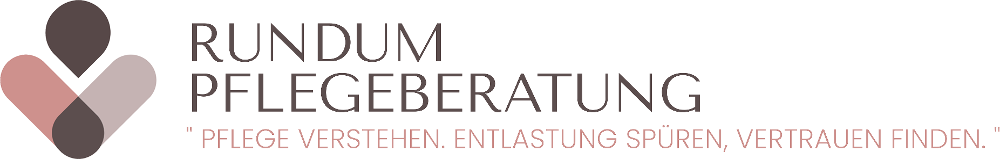 RUNDUM
PFLEGEBERATUNG
" PFLEGE VERSTEHEN. ENTLASTUNG SPÜREN, VERTRAUEN FINDEN. "